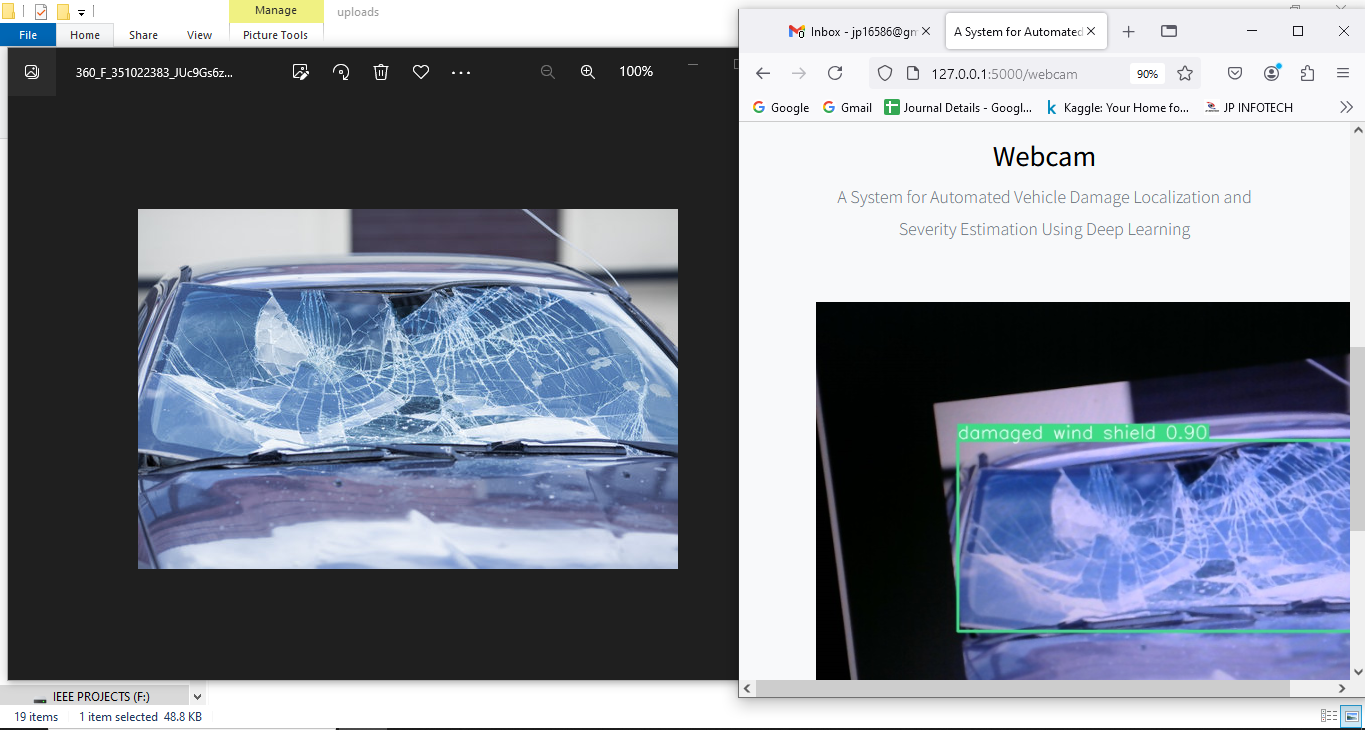 Manage
uploads
File
Home
Share
View
Picture Tools
360_F_351022383_JUc9Gs6z...
100%
Inbox - jp16586@gm
A System for Automated
127.0.0.1:5000/webcam
90%
Google
Gmail
Journal Details - Googl...
Kaggle: Your Home fo...
JP INFOTECH
Webcam
A System for Automated Vehicle Damage Localization and
Severity Estimation Using Deep Learning
damaged wind shield 0.90
IEEE PROJECTS (F:)
19 items
1 item selected 48.8 KB